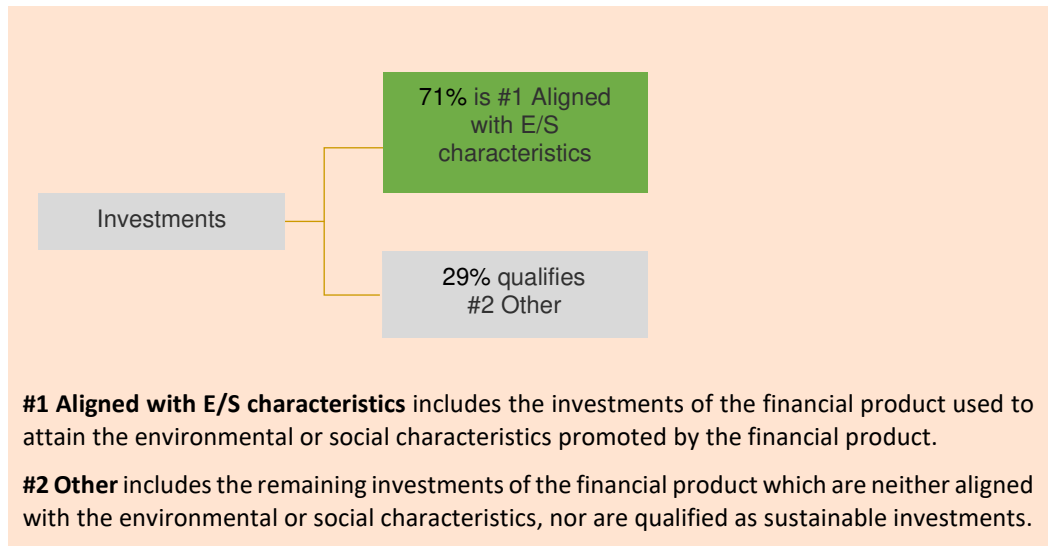 71% is #1 Aligned
with E/S
characteristics
Investments
29% qualifies
#2 Other
#1 Aligned with E/S characteristics includes the investments of the financial product used to
attain the environmental or social characteristics promoted by the financial product.
#2 Other includes the remaining investments of the financial product which are neither aligned
with the environmental or social characteristics, nor are qualified as sustainable investments.